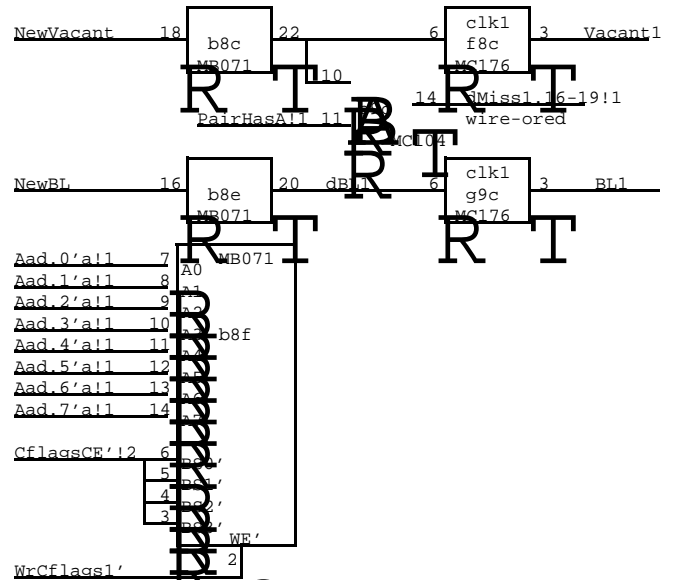 NewVacant 18 b8c 22 6 clk1 f8c 3 Vacant1
MB071 MC176
R T R T
10
14 dMiss1.16-19!1
PairHasA!1 11 wire-ored
MC104
R T
NewBL 16 b8e 20 dBL1 6 clk1 g9c 3 BL1
MB071 MC176
R T R T
Aad.0'a!1 7 A0 MB071
Aad.1'a!1 8 A1
Aad.2'a!1 9 A2
Aad.3'a!1 10 b8f
Aad.4'a!1 11
Aad.5'a!1 12
Aad.6'a!1 13
Aad.7'a!1 14
CflagsCE'!2 6
5
4
3
WE'
2
WrCflags1'